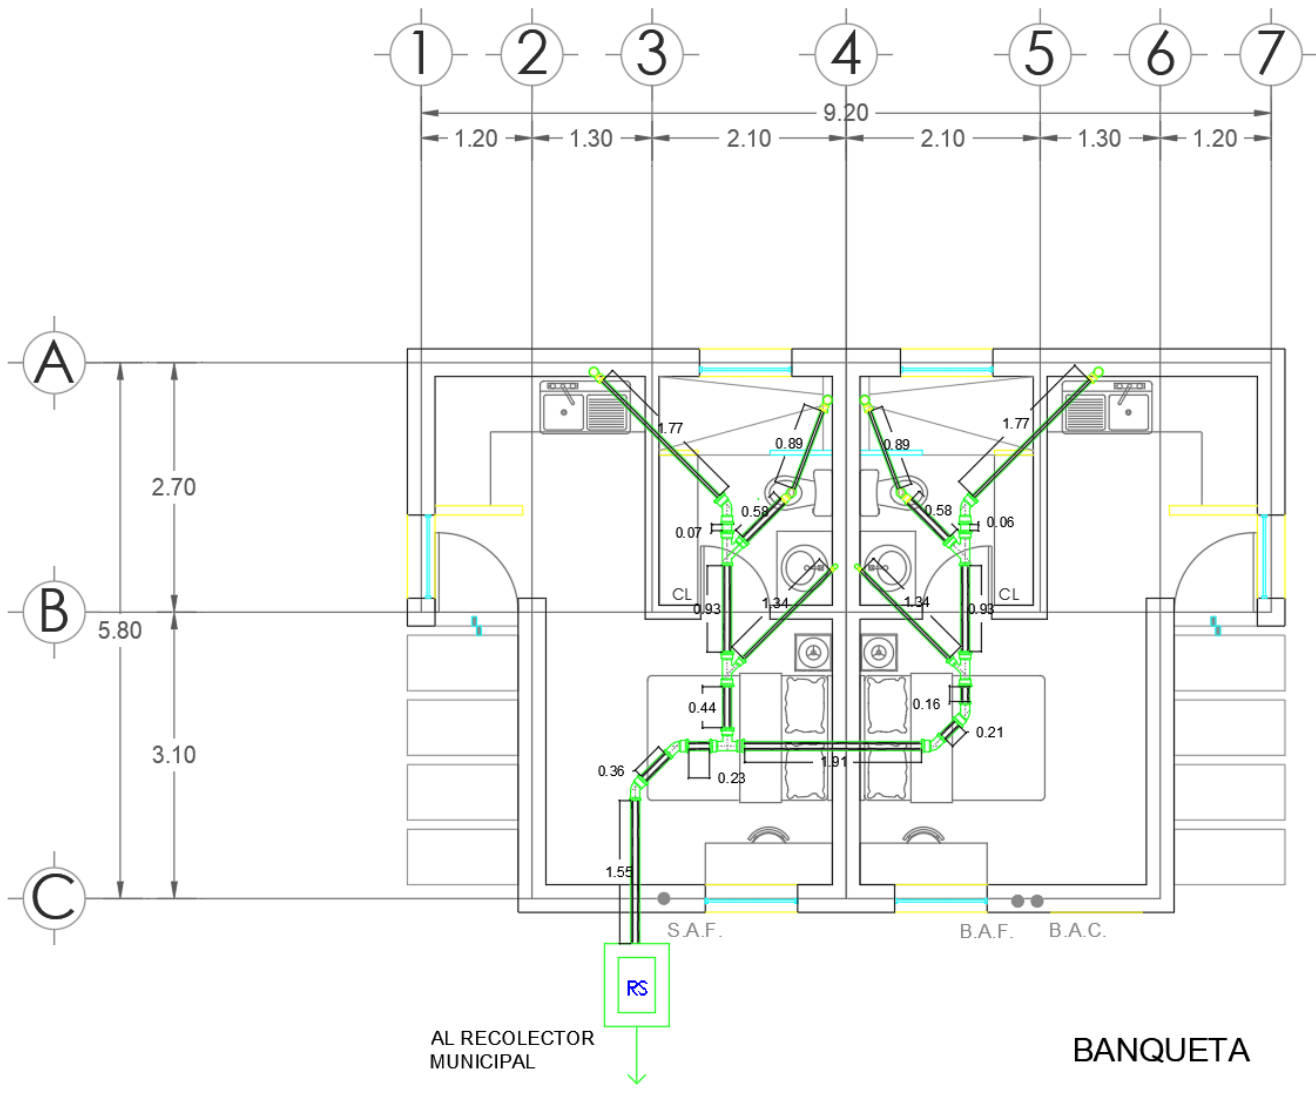 1 2 3 4 5 6 7
9.20
1.20 1.30 2.10 2.10 1.30 1.20
A
1.77 1.77
0.89 0.89
2.70
0.58 0.58
0.07 0.06
CL CL
1.34 1.34
0.93 0.93
B
5.80
0.44 0.16
0.21
3.10
0.36 0.23 1.91
1.55
C
S.A.F. B.A.F. B.A.C.
RS
AL RECOLECTOR
MUNICIPAL
BANQUETA